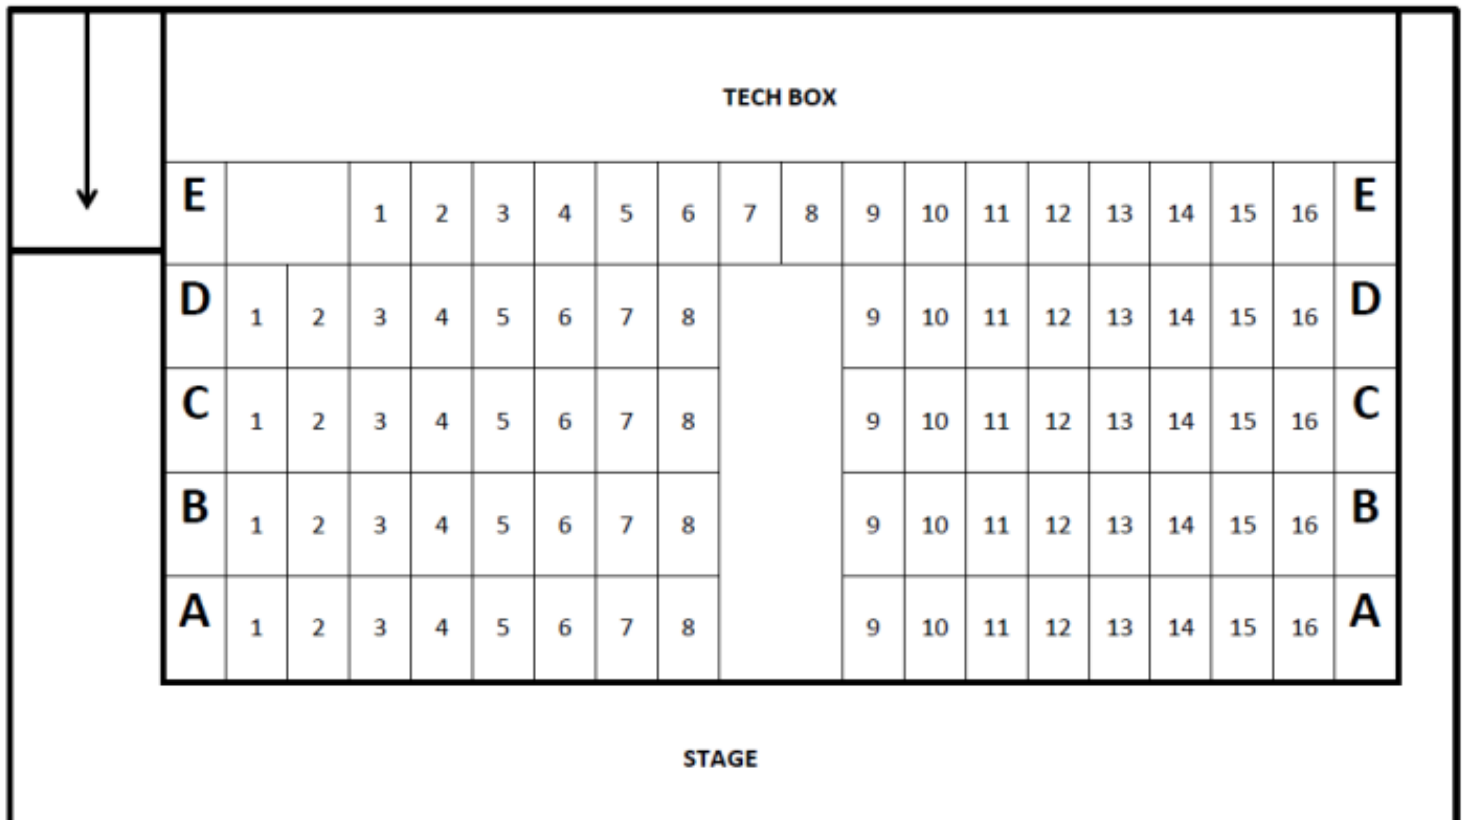 TECH BOX
E 1 2 3 4 5 6 7 8 9 10 11 12 13 14 15 16 E
D 1 2 3 4 5 6 7 8 9 10 11 12 13 14 15 16 D
C 1 2 3 4 5 6 7 8 9 10 11 12 13 14 15 16 C
B 1 2 3 4 5 6 7 8 9 10 11 12 13 14 15 16 B
A 1 2 3 4 5 6 7 8 9 10 11 12 13 14 15 16 A
STAGE